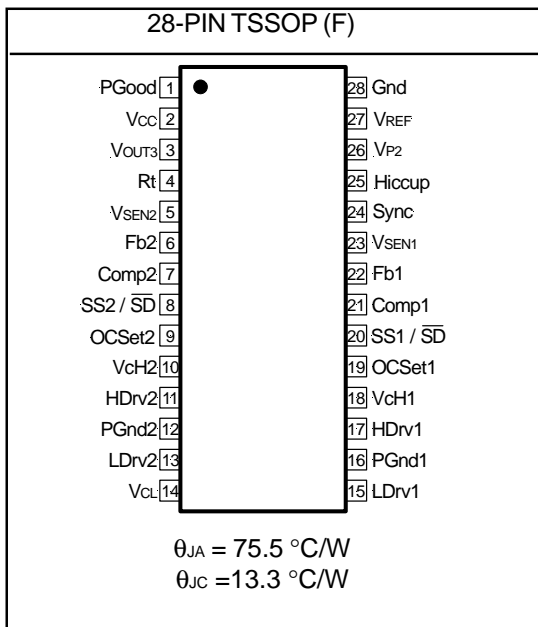 28-PIN TSSOP (F)
PGood 1 28 Gnd
VCC 2 27 VREF
VOUT3 3 26 VP2
Rt 4 25 Hiccup
VSEN2 5 24 Sync
Fb2 6 23 VSEN1
Comp2 7 22 Fb1
SS2 / S̅D̅ 8 21 Comp1
OCSet2 9 20 SS1 / S̅D̅
VcH2 10 19 OCSet1
HDrv2 11 18 VcH1
PGnd2 12 17 HDrv1
LDrv2 13 16 PGnd1
VCL 14 15 LDrv1
θJA = 75.5 °C/W
θJC =13.3 °C/W